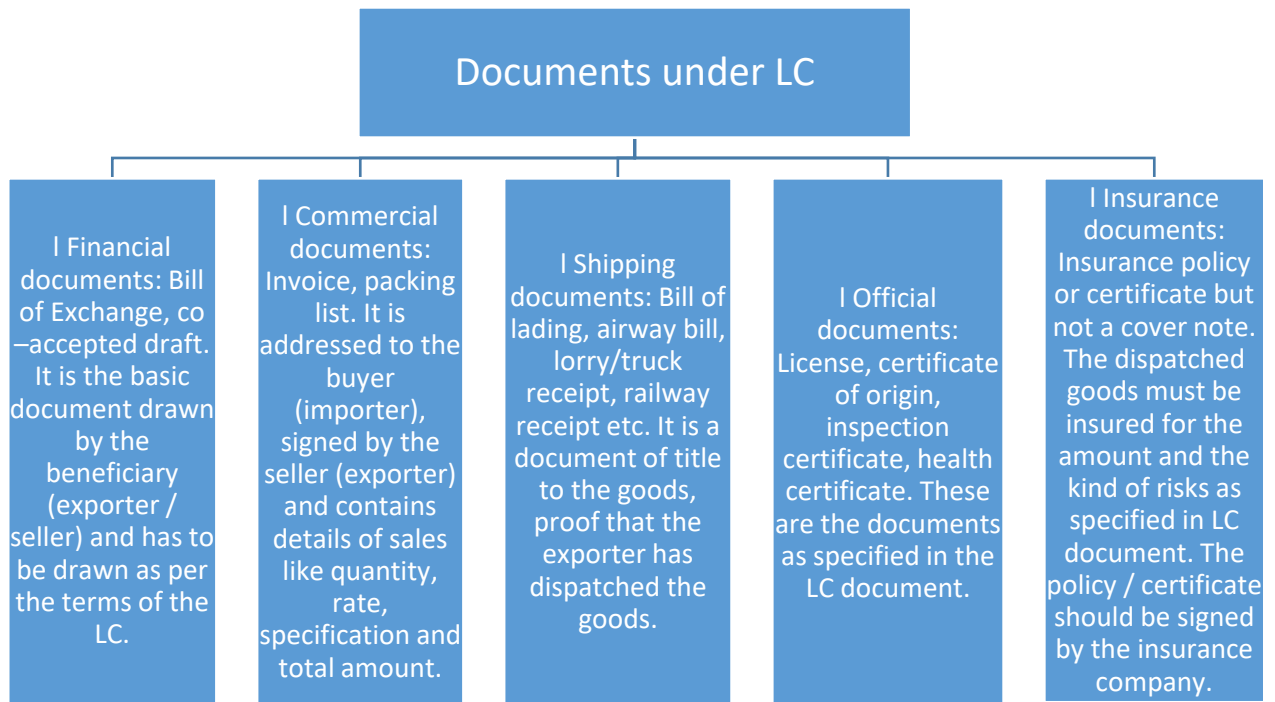 Documents under LC
l Financial
documents: Bill
of Exchange, co
–accepted draft.
It is the basic
document drawn
by the
beneficiary
(exporter /
seller) and has to
be drawn as per
the terms of the
LC.
l Commercial
documents:
Invoice, packing
list. It is
addressed to the
buyer
(importer),
signed by the
seller (exporter)
and contains
details of sales
like quantity,
rate,
specification and
total amount.
l Shipping
documents: Bill of
lading, airway bill,
lorry/truck
receipt, railway
receipt etc. It is a
document of title
to the goods,
proof that the
exporter has
dispatched the
goods.
l Official
documents:
License, certificate
of origin,
inspection
certificate, health
certificate. These
are the documents
as specified in the
LC document.
l Insurance
documents:
Insurance policy
or certificate but
not a cover note.
The dispatched
goods must be
insured for the
amount and the
kind of risks as
specified in LC
document. The
policy / certificate
should be signed
by the insurance
company.